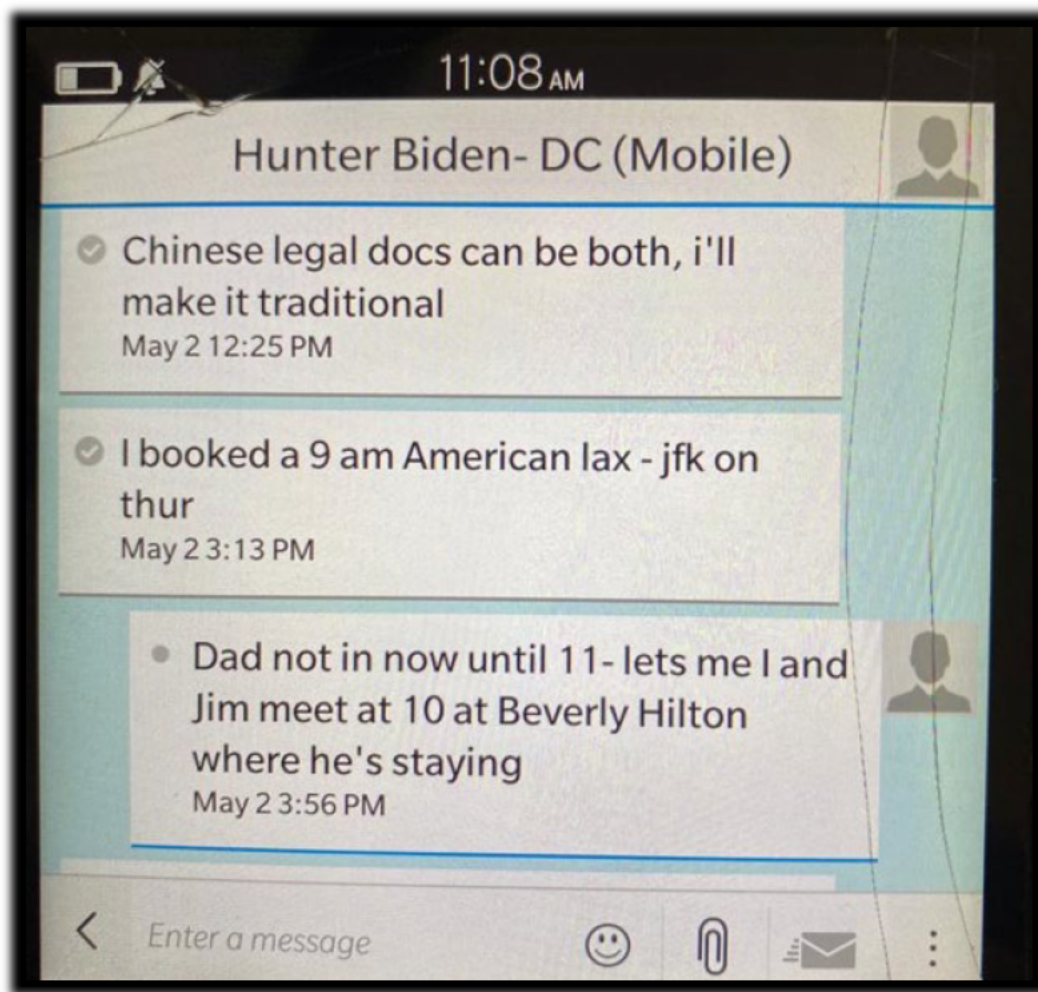 11:08 AM
Hunter Biden- DC (Mobile)
Chinese legal docs can be both, i'll
make it traditional
May 2 12:25 PM
I booked a 9 am American lax - jfk on
thur
May 2 3:13 PM
Dad not in now until 11- lets me I and
Jim meet at 10 at Beverly Hilton
where he's staying
May 2 3:56 PM
Enter a message